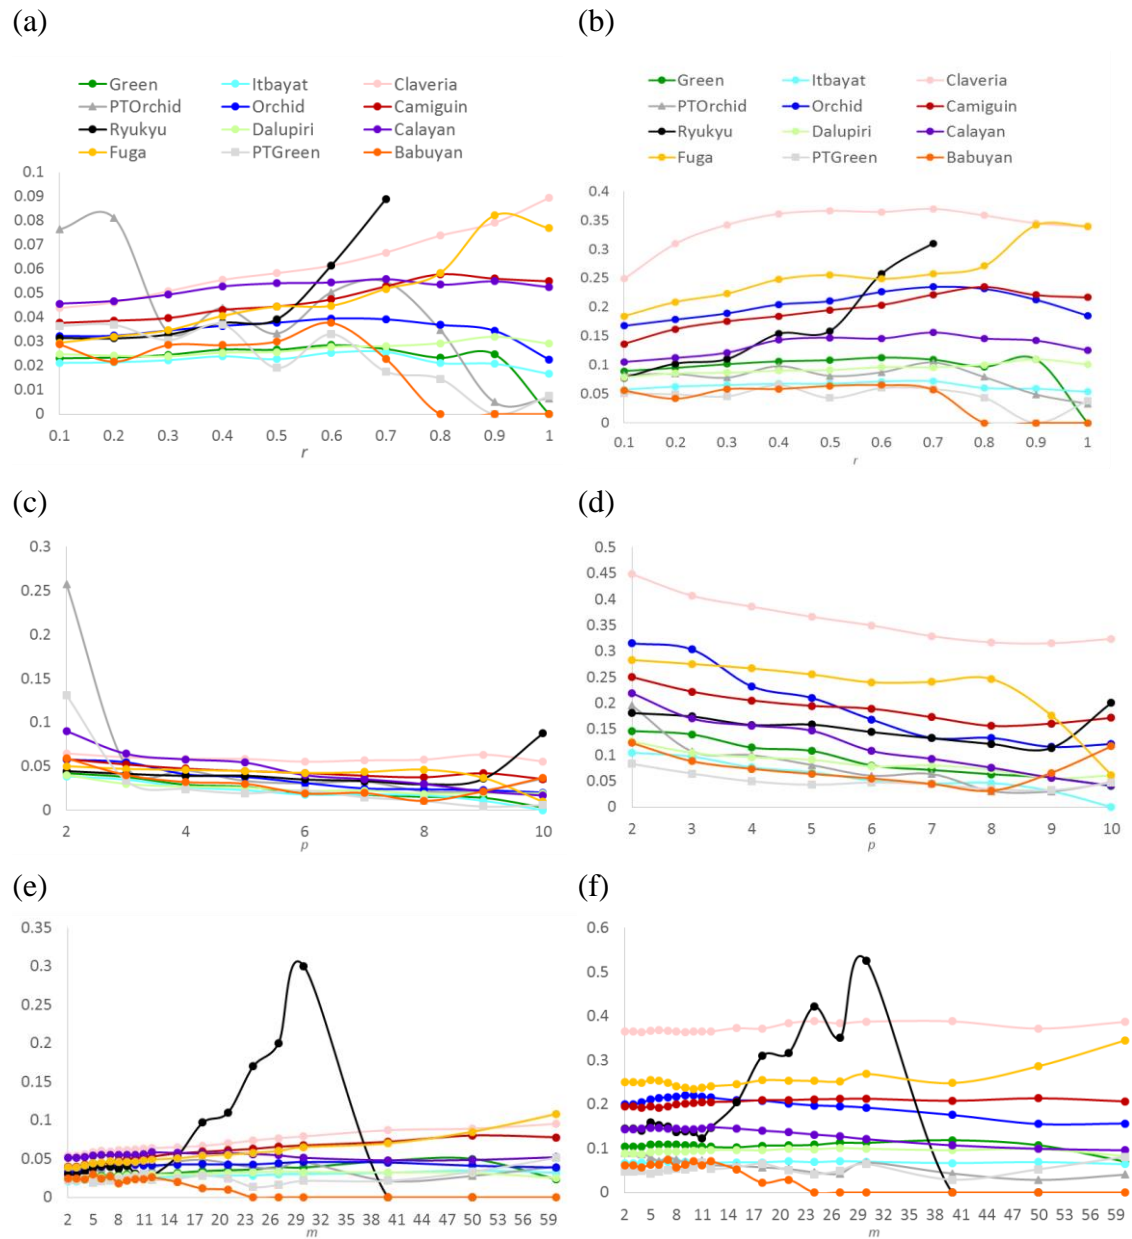 (a)
(b)
Green Itbayat Claveria
PTOrchid Orchid Camiguin
Ryukyu Dalupiri Calayan
Fuga PTGreen Babuyan
0.1
0.09
0.08
0.07
0.06
0.05
0.04
0.03
0.02
0.01
0
0.1 0.2 0.3 0.4 0.5 0.6 0.7 0.8 0.9 1
r
Green Itbayat Claveria
PTOrchid Orchid Camiguin
Ryukyu Dalupiri Calayan
Fuga PTGreen Babuyan
0.4
0.35
0.3
0.25
0.2
0.15
0.1
0.05
0
0.1 0.2 0.3 0.4 0.5 0.6 0.7 0.8 0.9 1
r
(c)
(d)
0.3
0.25
0.2
0.15
0.1
0.05
0
2 4 6 8 10
p
0.5
0.45
0.4
0.35
0.3
0.25
0.2
0.15
0.1
0.05
0
2 3 4 5 6 7 8 9 10
p
(e)
(f)
0.35
0.3
0.25
0.2
0.15
0.1
0.05
0
2 5 8 11 14 17 20 23 26 29 32 35 38 41 44 47 50 53 56 59
m
0.6
0.5
0.4
0.3
0.2
0.1
0
2 5 8 11 14 17 20 23 26 29 32 35 38 41 44 47 50 53 56 59
m